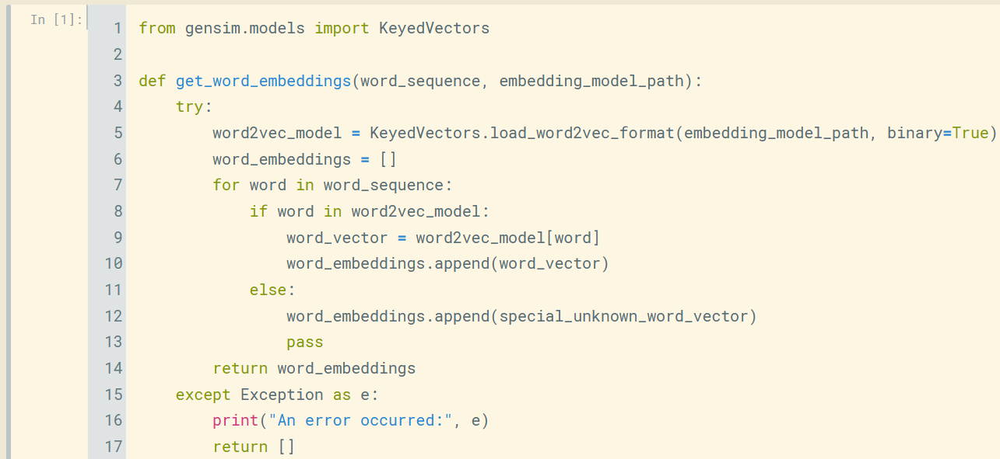 In [1]:
1 from gensim.models import KeyedVectors
2
3 def get_word_embeddings(word_sequence, embedding_model_path):
4     try:
5         word2vec_model = KeyedVectors.load_word2vec_format(embedding_model_path, binary=True)
6         word_embeddings = []
7         for word in word_sequence:
8             if word in word2vec_model:
9                 word_vector = word2vec_model[word]
10                 word_embeddings.append(word_vector)
11             else:
12                 word_embeddings.append(special_unknown_word_vector)
13                 pass
14         return word_embeddings
15     except Exception as e:
16         print("An error occurred:", e)
17         return []